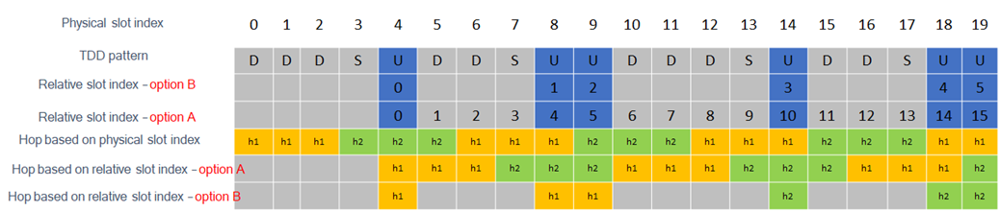 Physical slot index 0 1 2 3 4 5 6 7 8 9 10 11 12 13 14 15 16 17 18 19
TDD pattern D D D S U D D S U U D D D S U D D S U U
Relative slot index – option B 0 1 2 3 4 5
Relative slot index – option A 0 1 2 3 4 5 6 7 8 9 10 11 12 13 14 15
Hop based on physical slot index h1 h1 h1 h2 h2 h2 h1 h1 h1 h2 h2 h2 h1 h1 h1 h2 h2 h2 h1 h1
Hop based on relative slot index – option A h1 h1 h1 h2 h2 h2 h1 h1 h1 h2 h2 h2 h1 h1 h1 h2
Hop based on relative slot index – option B h1 h1 h1 h2 h2 h2